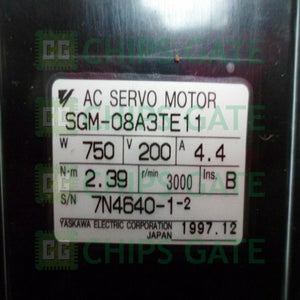 CHIPS GATE
AC SERVO MOTOR
SGM-08A3TE11
W 750 V 200 A 4.4
N·m 2.39 r/min 3000 Ins. B
S/N 7N4640-1-2
YASKAWA ELECTRIC CORPORATION 1997.12
JAPAN
CHIPS GATE